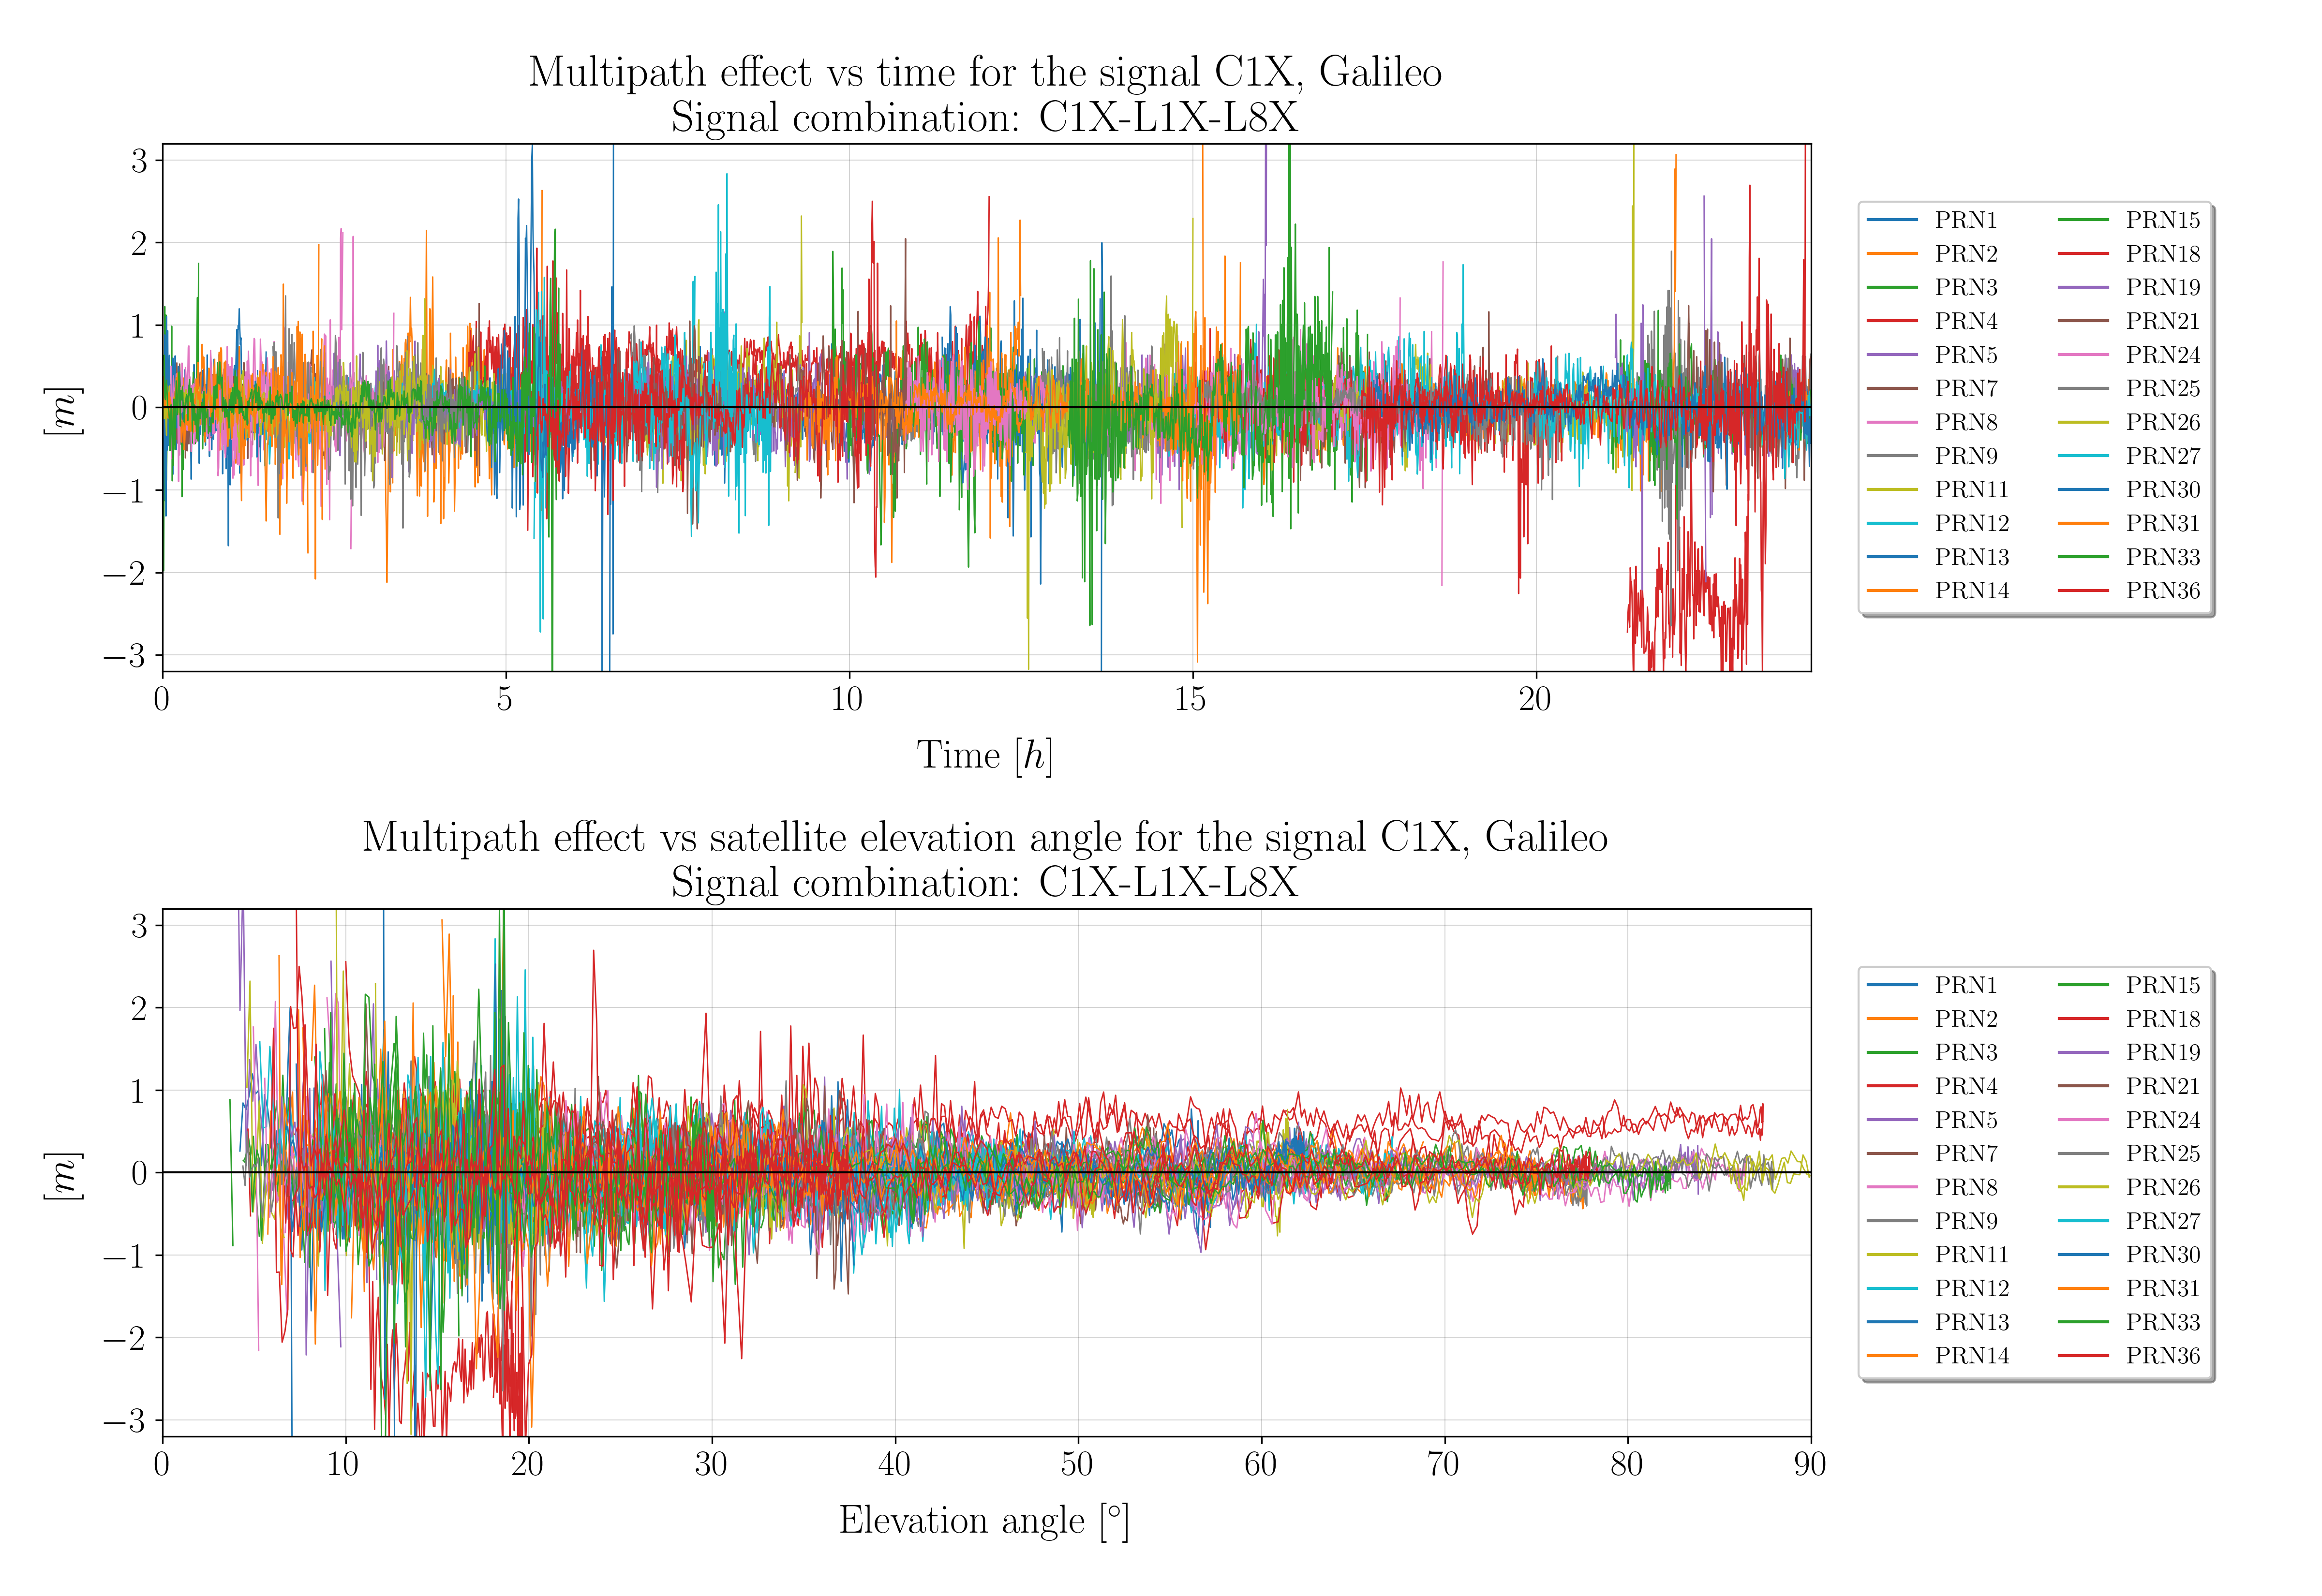 Multipath effect vs time for the signal C1X, Galileo
Signal combination: C1X-L1X-L8X
3
2
1
0
−1
−2
−3
[m]
0 5 10 15 20
Time [h]
PRN1 PRN15
PRN2 PRN18
PRN3 PRN19
PRN4 PRN21
PRN5 PRN24
PRN7 PRN25
PRN8 PRN26
PRN9 PRN27
PRN11 PRN30
PRN12 PRN31
PRN13 PRN33
PRN14 PRN36
Multipath effect vs satellite elevation angle for the signal C1X, Galileo
Signal combination: C1X-L1X-L8X
3
2
1
0
−1
−2
−3
[m]
0 10 20 30 40 50 60 70 80 90
Elevation angle [°]
PRN1 PRN15
PRN2 PRN18
PRN3 PRN19
PRN4 PRN21
PRN5 PRN24
PRN7 PRN25
PRN8 PRN26
PRN9 PRN27
PRN11 PRN30
PRN12 PRN31
PRN13 PRN33
PRN14 PRN36